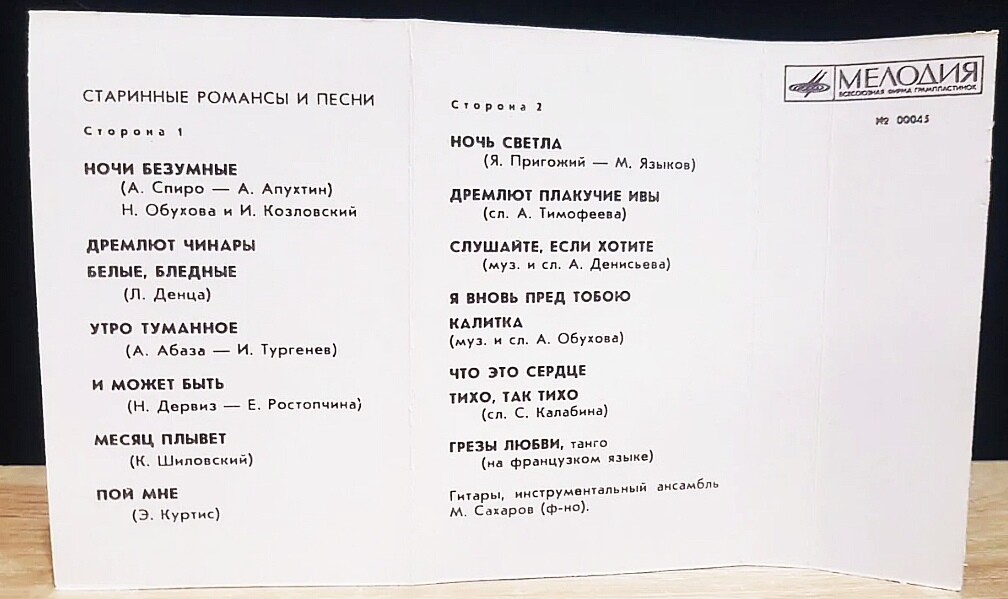 СТАРИННЫЕ РОМАНСЫ И ПЕСНИ
Сторона 1
НОЧИ БЕЗУМНЫЕ
(А. Спиро — А. Апухтин)
Н. Обухова и И. Козловский
ДРЕМЛЮТ ЧИНАРЫ
БЕЛЫЕ, БЛЕДНЫЕ
(Л. Денца)
УТРО ТУМАННОЕ
(А. Абаза — И. Тургенев)
И МОЖЕТ БЫТЬ
(Н. Дервиз — Е. Ростопчина)
МЕСЯЦ ПЛЫВЕТ
(К. Шиловский)
ПОЙ МНЕ
(Э. Куртис)
Сторона 2
НОЧЬ СВЕТЛА
(Я. Пригожий — М. Языков)
ДРЕМЛЮТ ПЛАКУЧИЕ ИВЫ
(сл. А. Тимофеева)
СЛУШАЙТЕ, ЕСЛИ ХОТИТЕ
(муз. и сл. А. Денисьева)
Я ВНОВЬ ПРЕД ТОБОЮ
КАЛИТКА
(муз. и сл. А. Обухова)
ЧТО ЭТО СЕРДЦЕ
ТИХО, ТАК ТИХО
(сл. С. Калабина)
ГРЕЗЫ ЛЮБВИ, танго
(на французком языке)
Гитары, инструментальный ансамбль
М. Сахаров (ф-но).
МЕЛОДИЯ
ВСЕСОЮЗНАЯ ФИРМА ГРАМПЛАСТИНОК
№ 00045